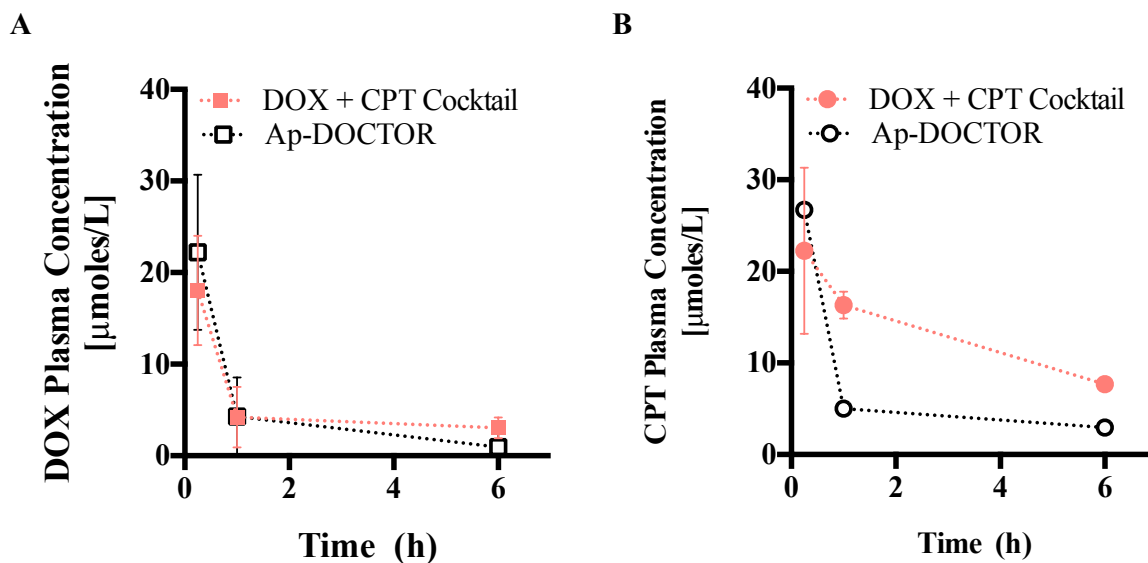 A
DOX Plasma Concentration
[μmoles/L]
40
30
20
10
0
DOX + CPT Cocktail
Ap-DOCTOR
0 2 4 6
Time (h)
B
CPT Plasma Concentration
[μmoles/L]
40
30
20
10
0
DOX + CPT Cocktail
Ap-DOCTOR
0 2 4 6
Time (h)